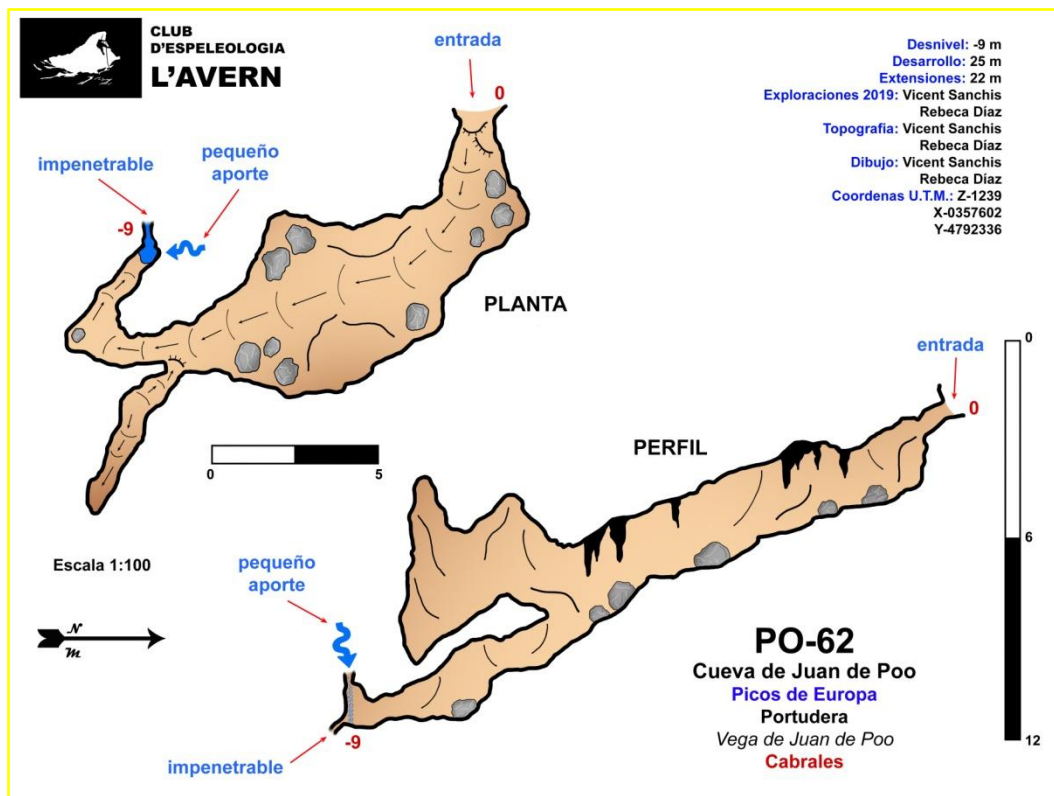 CLUB
D'ESPELEOLOGIA
L'AVERN
entrada
0
Desnivel: -9 m
Desarrollo: 25 m
Extensiones: 22 m
Exploraciones 2019: Vicent Sanchis
Rebeca Díaz
Topografia: Vicent Sanchis
Rebeca Díaz
Dibujo: Vicent Sanchis
Rebeca Díaz
Coordenas U.T.M.: Z-1239
X-0357602
Y-4792336
impenetrable
pequeño
aporte
-9
PLANTA
0
5
entrada
0
0
6
12
PERFIL
Escala 1:100
N
m
pequeño
aporte
-9
impenetrable
PO-62
Cueva de Juan de Poo
Picos de Europa
Portudera
Vega de Juan de Poo
Cabrales